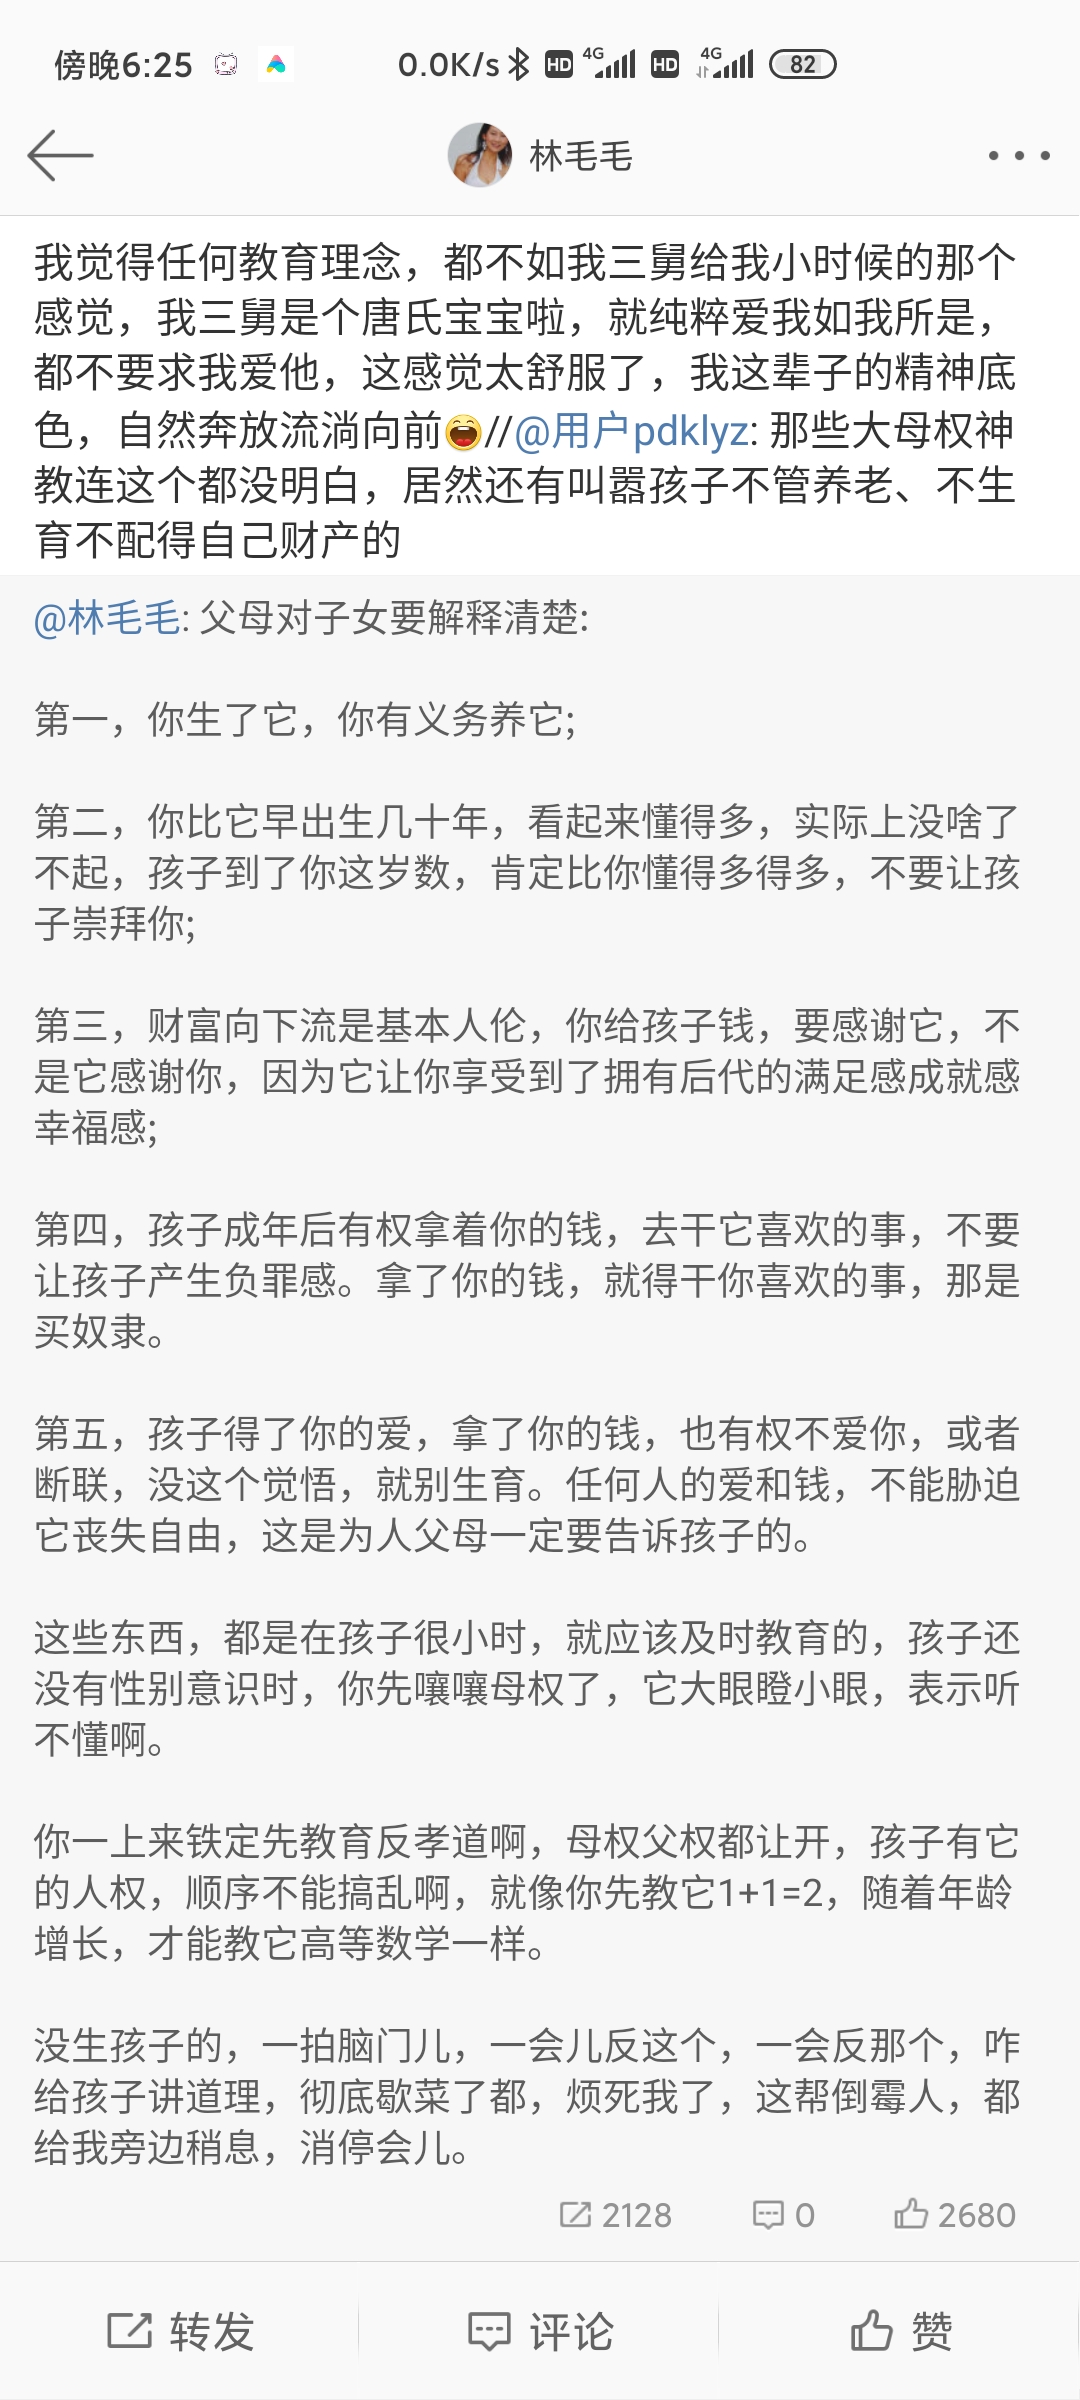 傍晚6:25 0.0K/s HD 4G HD 4G 82
林毛毛
我觉得任何教育理念，都不如我三舅给我小时候的那个
感觉，我三舅是个唐氏宝宝啦，就纯粹爱我如我所是，
都不要求我爱他，这感觉太舒服了，我这辈子的精神底
色，自然奔放流淌向前😄//@用户pdklyz: 那些大母权神
教连这个都没明白，居然还有叫嚣孩子不管养老、不生
育不配得自己财产的
@林毛毛: 父母对子女要解释清楚:
第一，你生了它，你有义务养它;
第二，你比它早出生几十年，看起来懂得多，实际上没啥了
不起，孩子到了你这岁数，肯定比你懂得多得多，不要让孩
子崇拜你;
第三，财富向下流是基本人伦，你给孩子钱，要感谢它，不
是它感谢你，因为它让你享受到了拥有后代的满足感成就感
幸福感;
第四，孩子成年后有权拿着你的钱，去干它喜欢的事，不要
让孩子产生负罪感。拿了你的钱，就得干你喜欢的事，那是
买奴隶。
第五，孩子得了你的爱，拿了你的钱，也有权不爱你，或者
断联，没这个觉悟，就别生育。任何人的爱和钱，不能胁迫
它丧失自由，这是为人父母一定要告诉孩子的。
这些东西，都是在孩子很小时，就应该及时教育的，孩子还
没有性别意识时，你先嚷嚷母权了，它大眼瞪小眼，表示听
不懂啊。
你一上来铁定先教育反孝道啊，母权父权都让开，孩子有它
的人权，顺序不能搞乱啊，就像你先教它1+1=2，随着年龄
增长，才能教它高等数学一样。
没生孩子的，一拍脑门儿，一会儿反这个，一会反那个，咋
给孩子讲道理，彻底歇菜了都，烦死我了，这帮倒霉人，都
给我旁边稍息，消停会儿。
2128 0 2680
转发 评论 赞